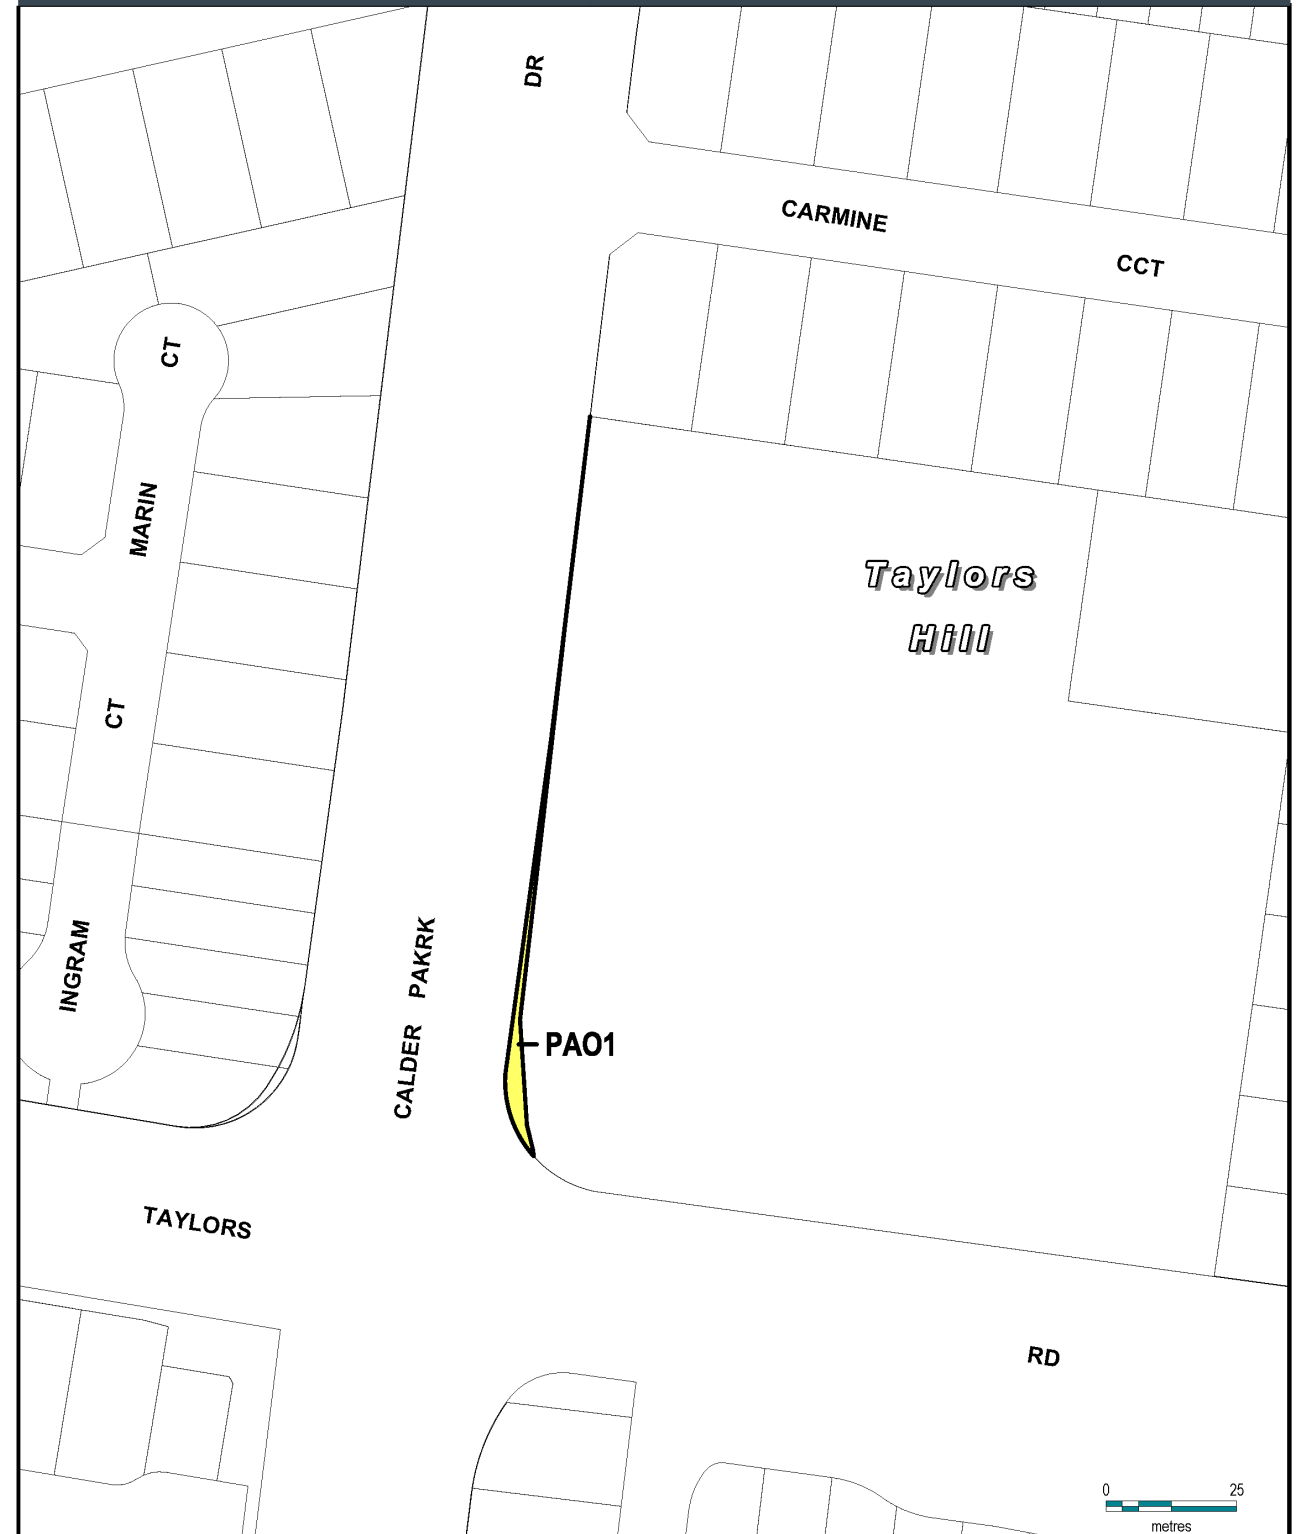 DR
CARMINE
CCT
CT
MARIN
Taylors
Hill
CT
INGRAM
CALDER PAKRK
PAO1
TAYLORS
RD
0 25
metres